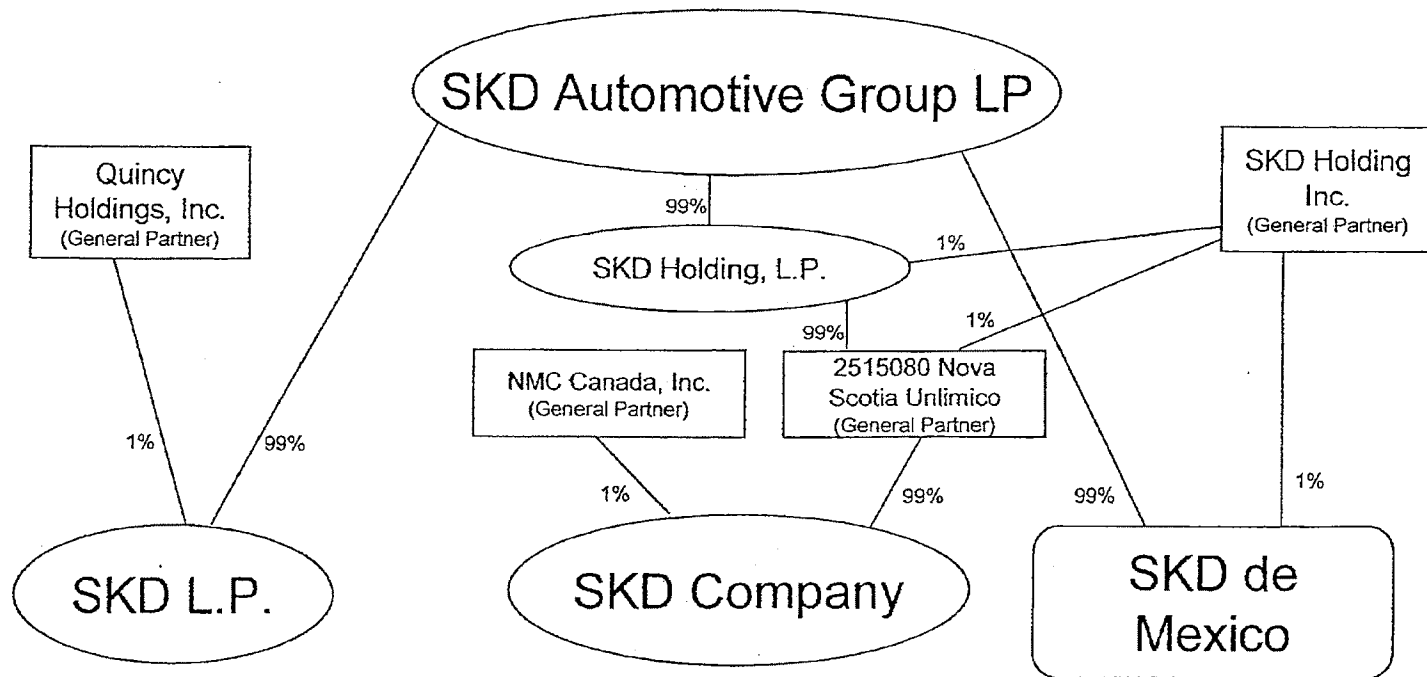 SKD Automotive Group LP
Quincy
Holdings, Inc.
(General Partner)
SKD Holding
Inc.
(General Partner)
99%
1%
SKD Holding, L.P.
99%
1%
NMC Canada, Inc.
(General Partner)
2515080 Nova
Scotia Unlimico
(General Partner)
1%
99%
1%
99%
99%
1%
SKD L.P.
SKD Company
SKD de
Mexico